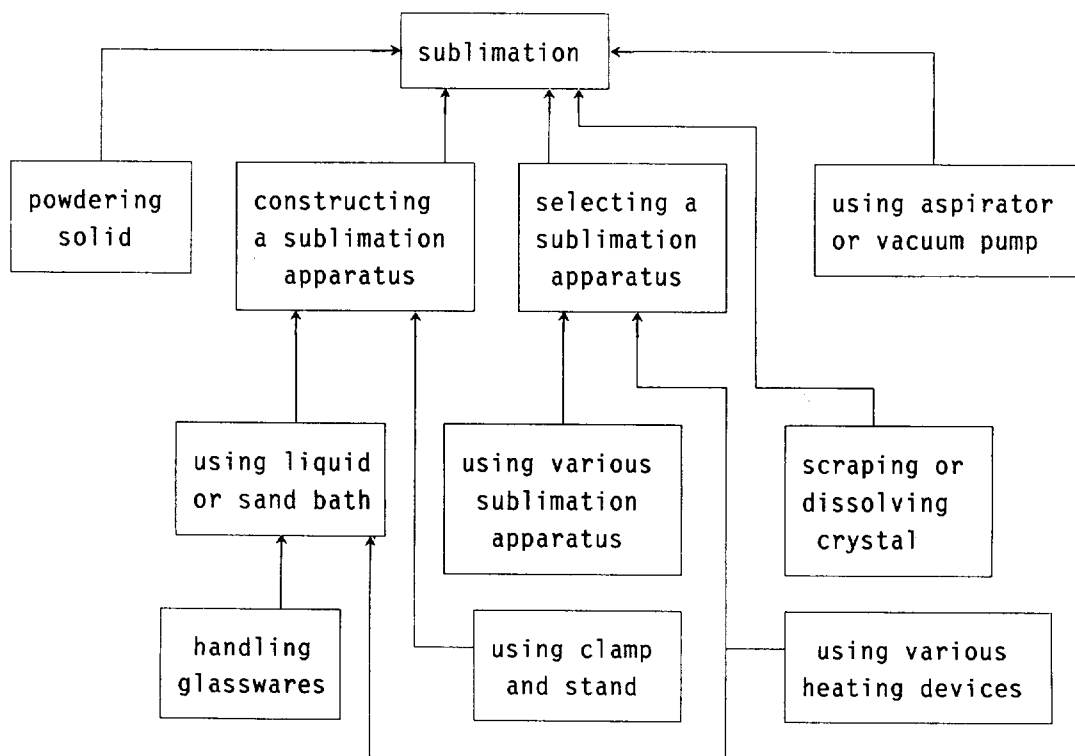 sublimation
powdering
solid
constructing
a sublimation
apparatus
selecting a
sublimation
apparatus
using aspirator
or vacuum pump
using liquid
or sand bath
using various
sublimation
apparatus
scraping or
dissolving
crystal
handling
glasswares
using clamp
and stand
using various
heating devices